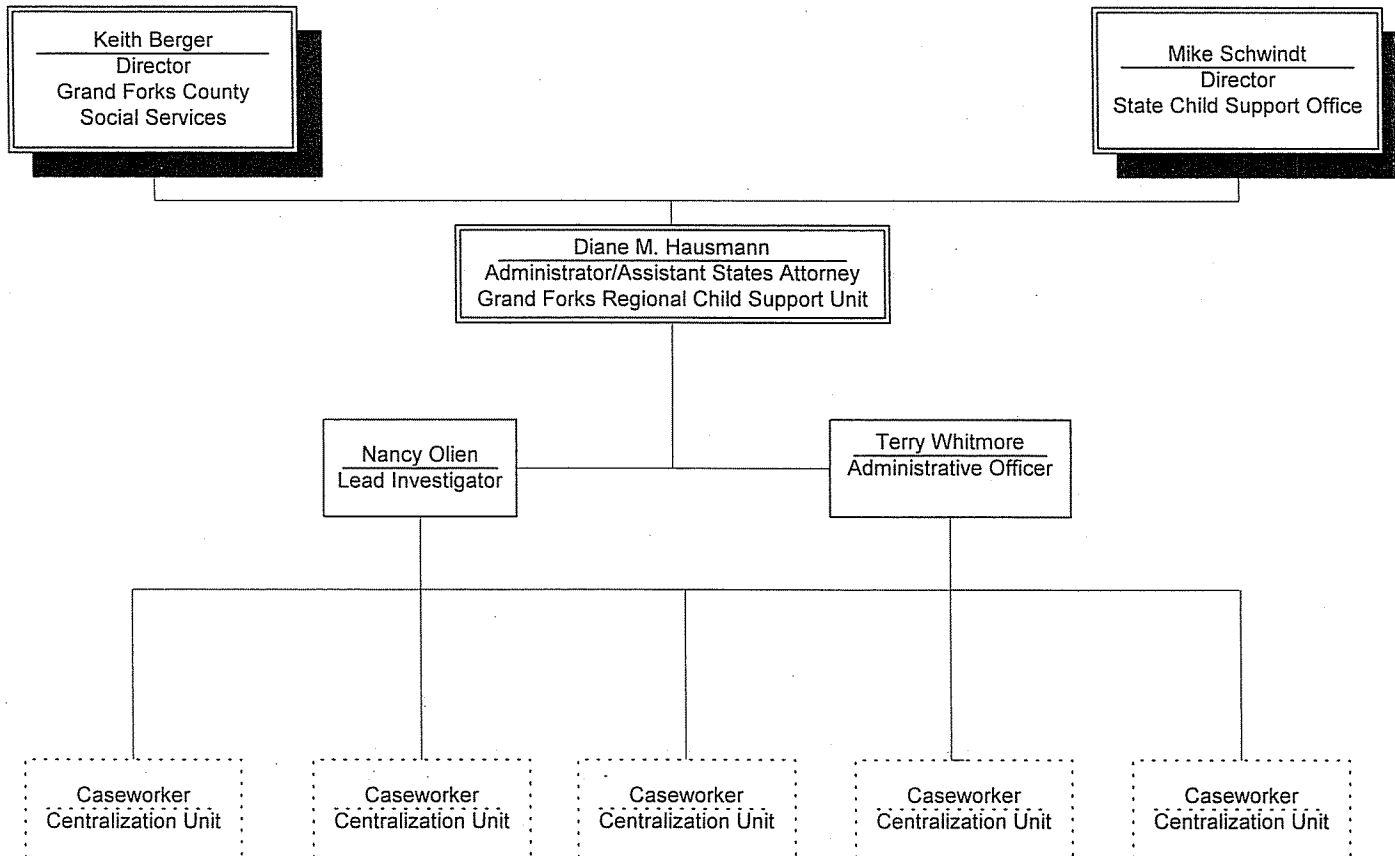 Keith Berger
Director
Grand Forks County
Social Services
Mike Schwindt
Director
State Child Support Office
Diane M. Hausmann
Administrator/Assistant States Attorney
Grand Forks Regional Child Support Unit
Nancy Olien
Lead Investigator
Terry Whitmore
Administrative Officer
Caseworker
Centralization Unit
Caseworker
Centralization Unit
Caseworker
Centralization Unit
Caseworker
Centralization Unit
Caseworker
Centralization Unit